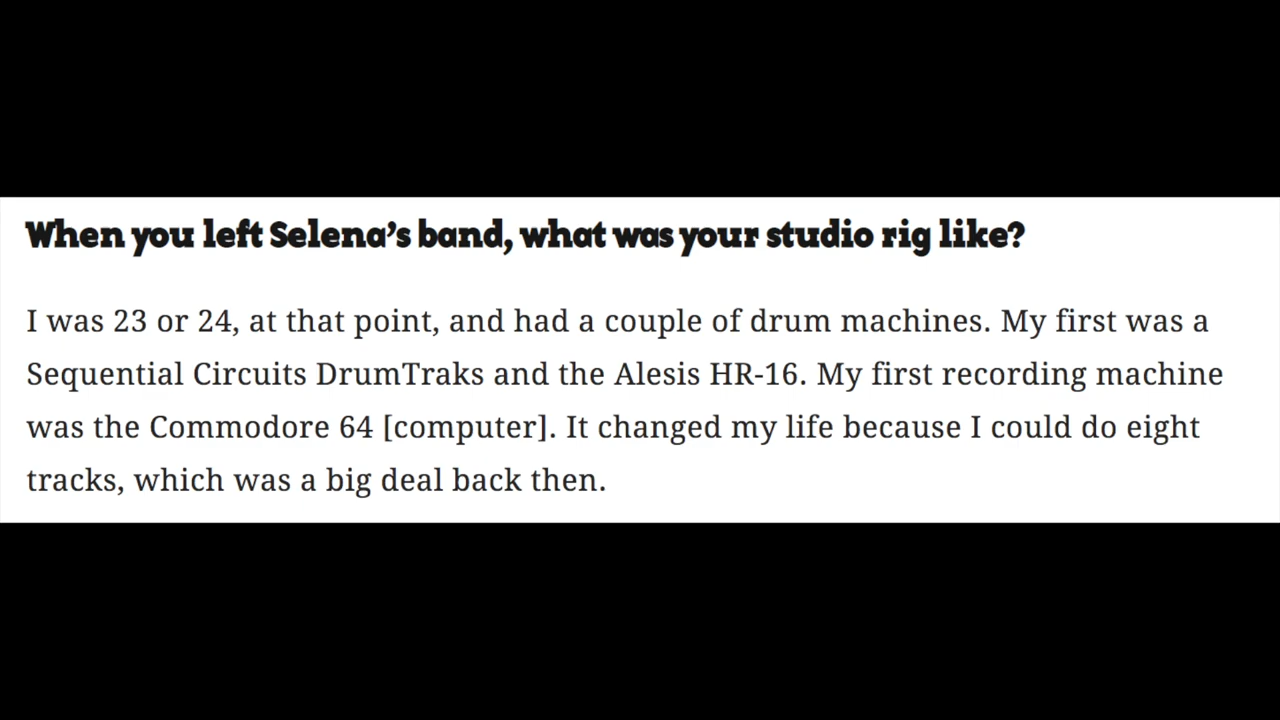 When you left Selena’s band, what was your studio rig like?
I was 23 or 24, at that point, and had a couple of drum machines. My first was a
Sequential Circuits DrumTraks and the Alesis HR-16. My first recording machine
was the Commodore 64 [computer]. It changed my life because I could do eight
tracks, which was a big deal back then.